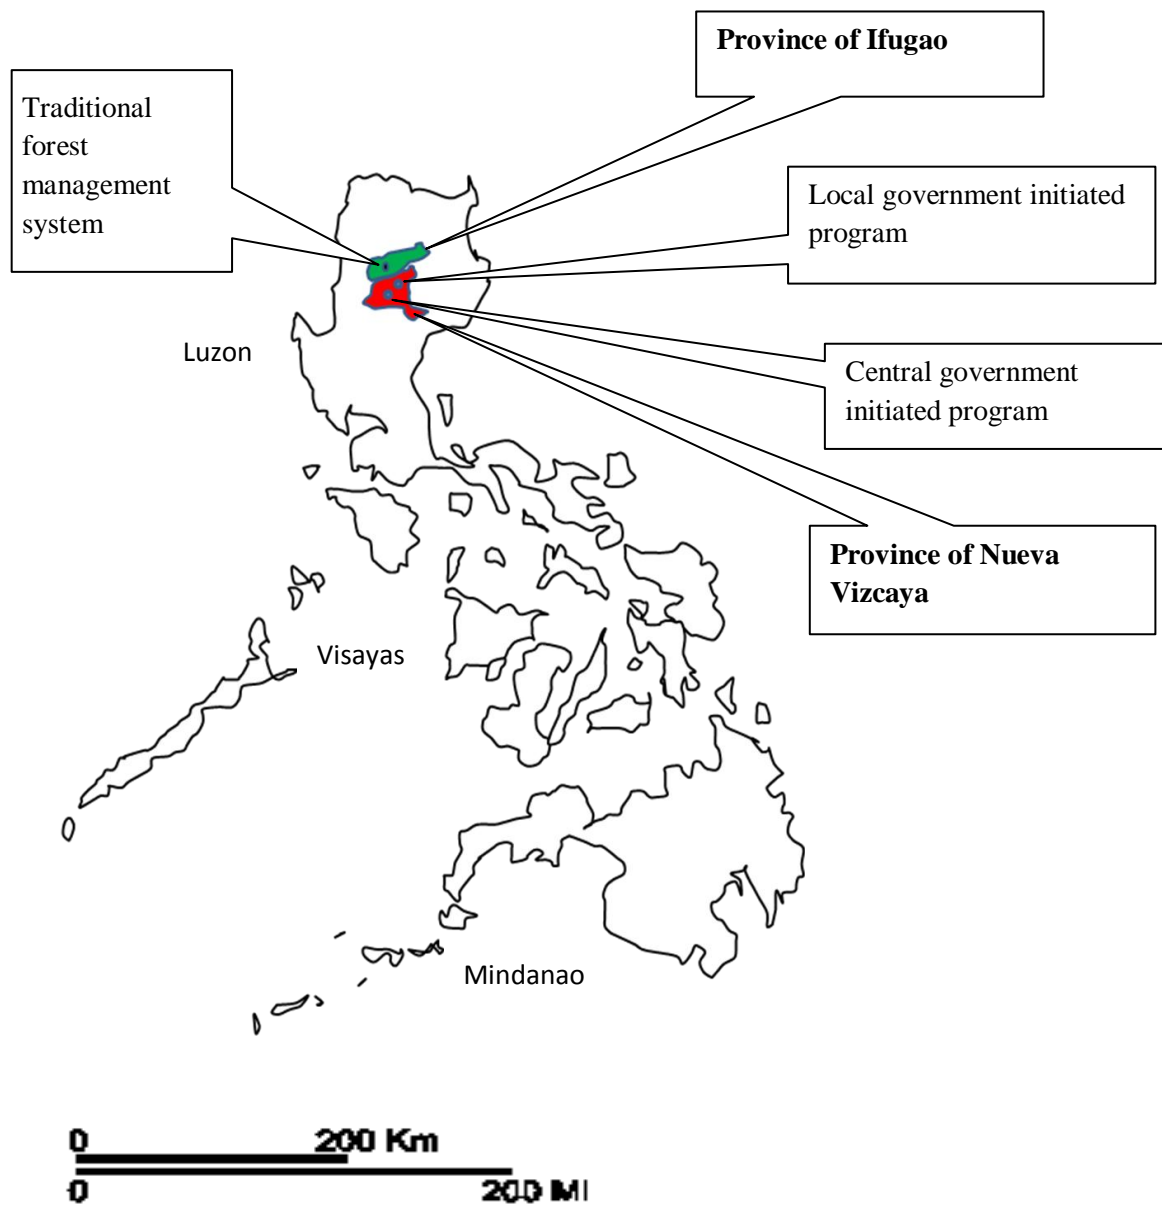 Province of Ifugao
Traditional
forest
management
system
Local government initiated
program
Luzon
Central government
initiated program
Province of Nueva
Vizcaya
Visayas
Mindanao
0 200 Km
0 200 MI